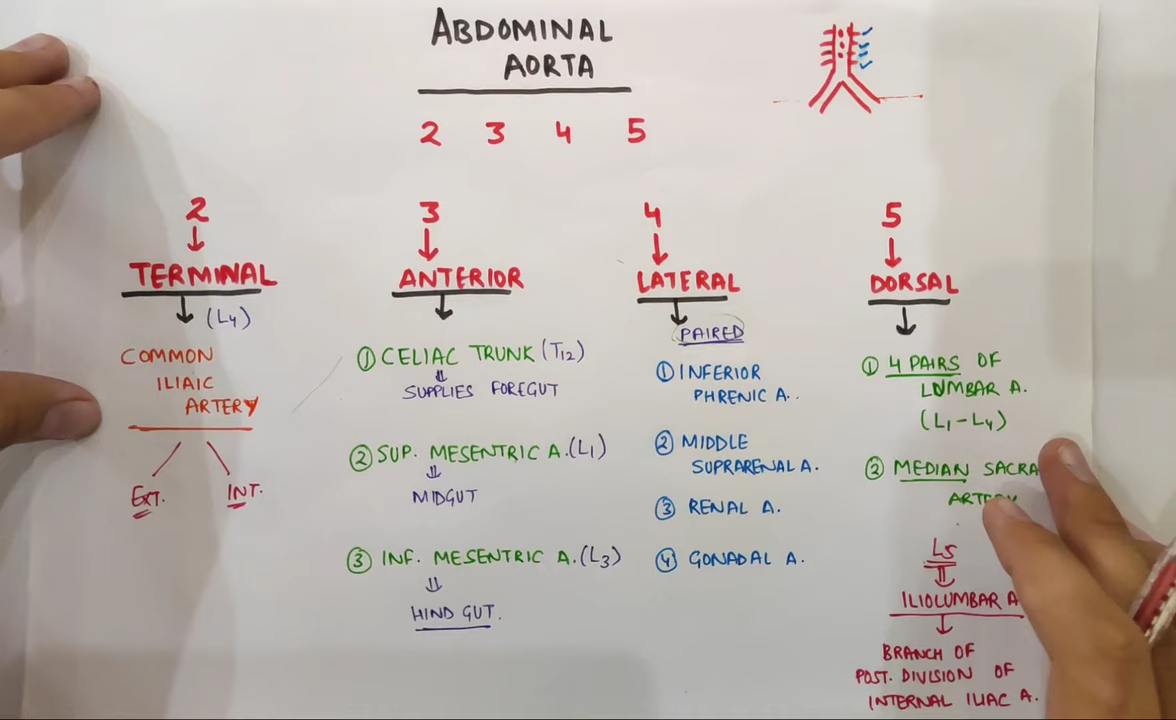 ABDOMINAL
AORTA
2 3 4 5
2
TERMINAL
(L4)
COMMON
ILIAIC
ARTERY
EXT. INT.
3
ANTERIOR
① CELIAC TRUNK (T12)
SUPPLIES FOREGUT
② SUP. MESENTRIC A. (L1)
MIDGUT
③ INF. MESENTRIC A. (L3)
HIND GUT.
4
LATERAL
PAIRED
① INFERIOR
PHRENIC A.
② MIDDLE
SUPRARENAL A.
③ RENAL A.
④ GONADAL A.
5
DORSAL
① 4 PAIRS OF
LUMBAR A.
(L1-L4)
② MEDIAN
L5
ILIOLUMBAR A
BRANCH OF
POST. DIVISION OF
INTERNAL ILIAC A.